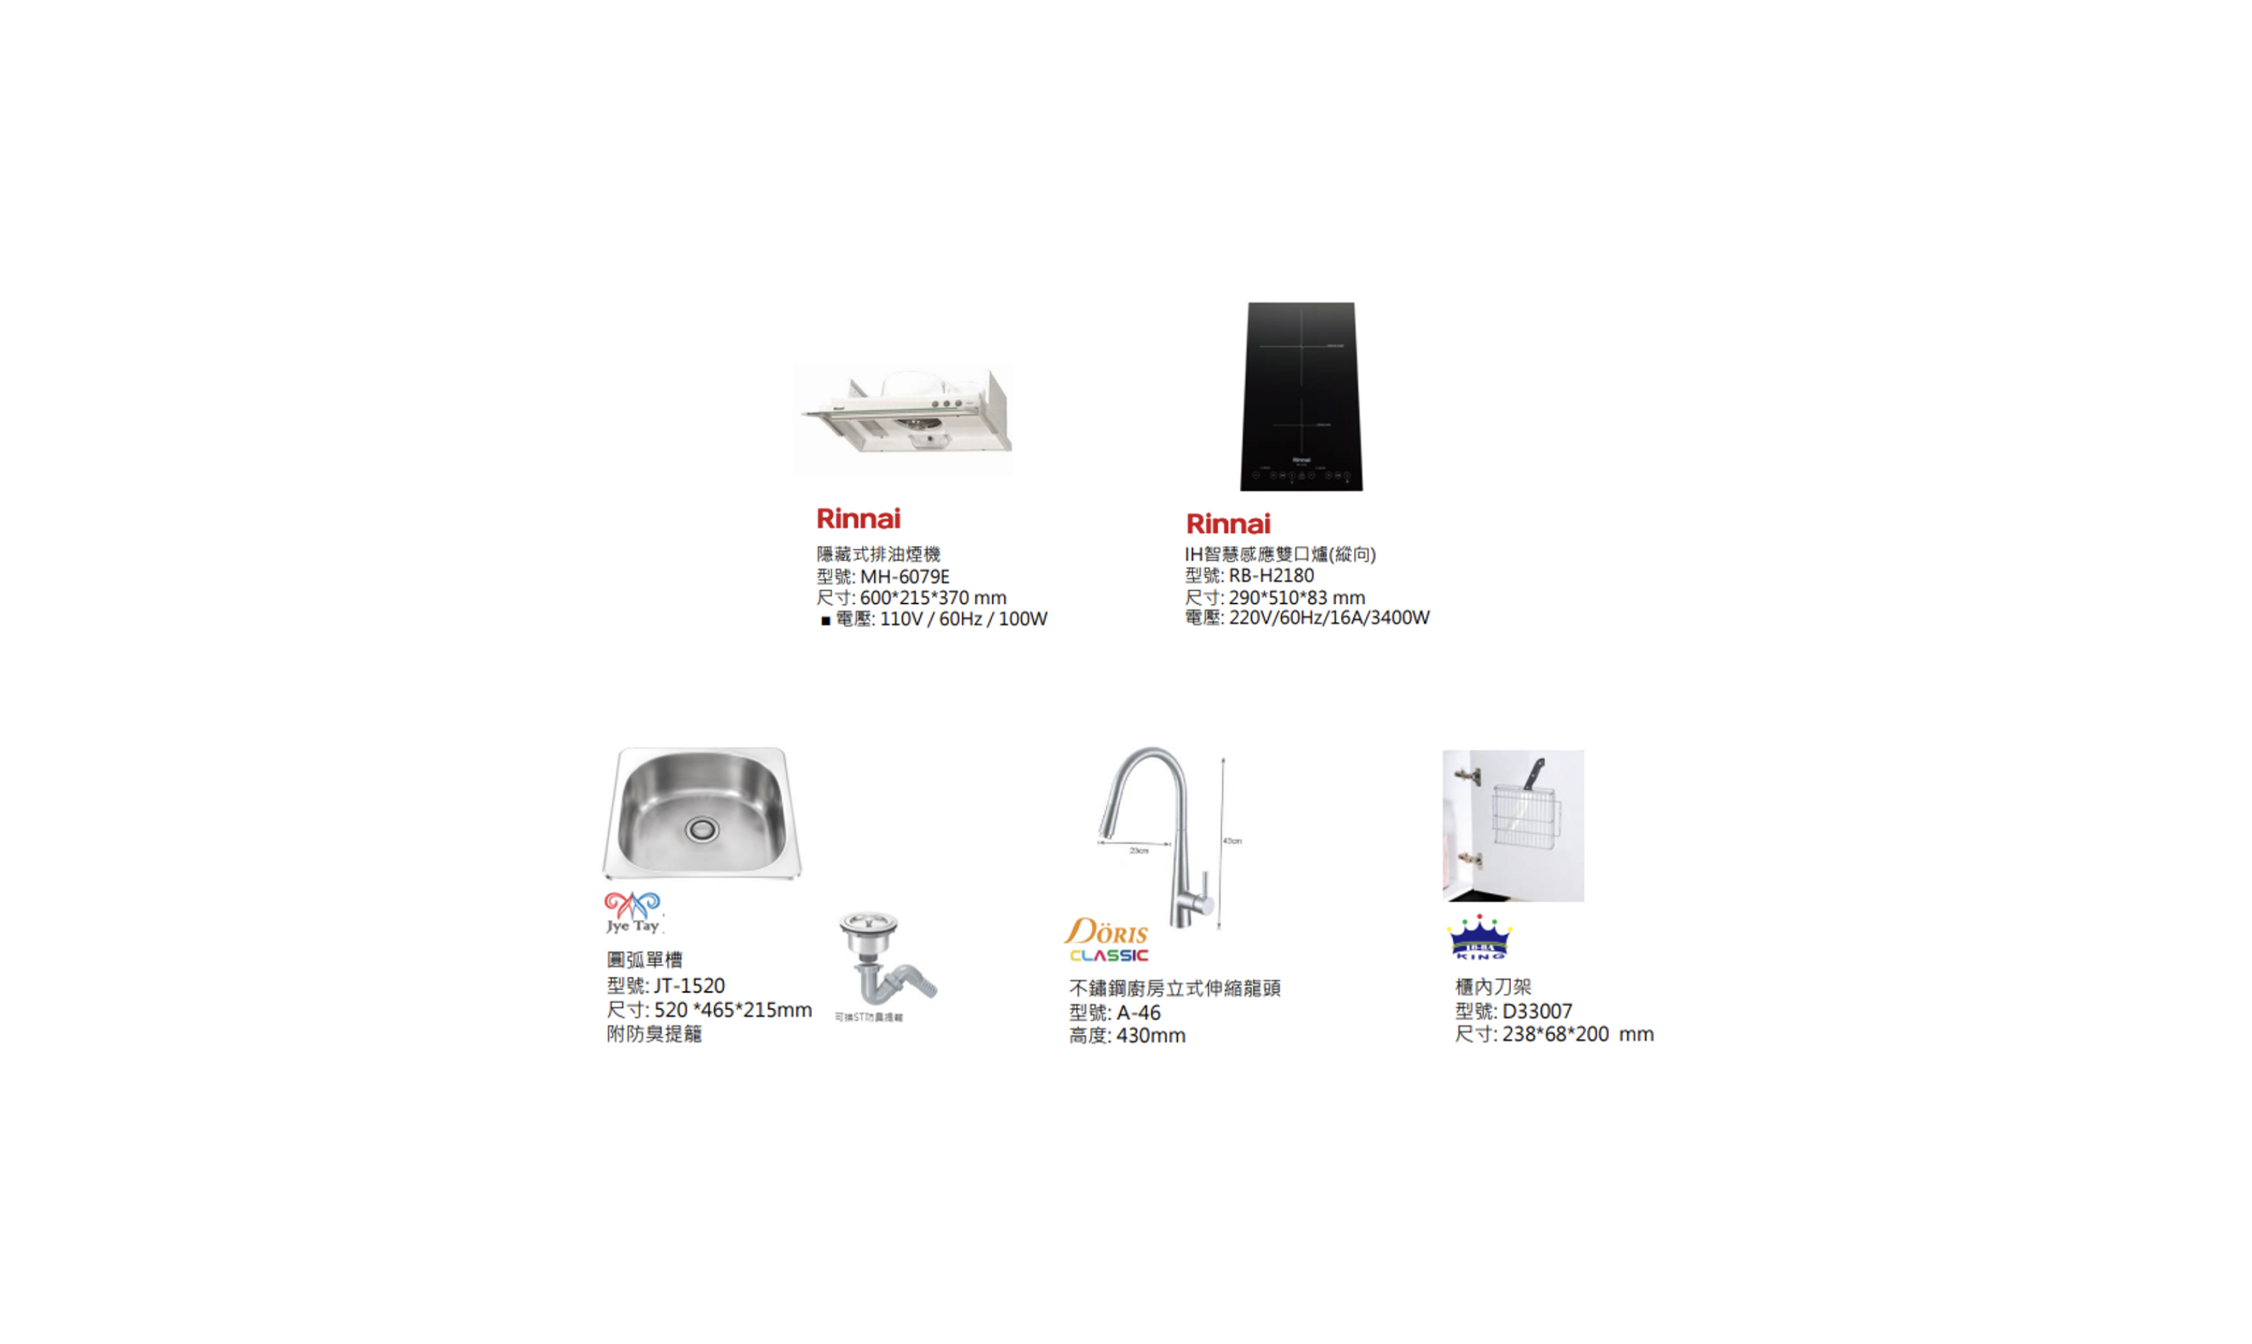 Rinnai
隱藏式排油煙機
型號: MH-6079E
尺寸: 600*215*370 mm
■ 電壓: 110V / 60Hz / 100W
Rinnai
Rinnai
IH智慧感應雙口爐(縱向)
型號: RB-H2180
尺寸: 290*510*83 mm
電壓: 220V/60Hz/16A/3400W
Jye Tay
圓弧單槽
型號: JT-1520
尺寸: 520 *465*215mm
附防臭提籠
可換ST防臭提籠
23cm
43cm
DÖRIS
CLASSIC
不鏽鋼廚房立式伸縮龍頭
型號: A-46
高度: 430mm
KING
櫃內刀架
型號: D33007
尺寸: 238*68*200 mm